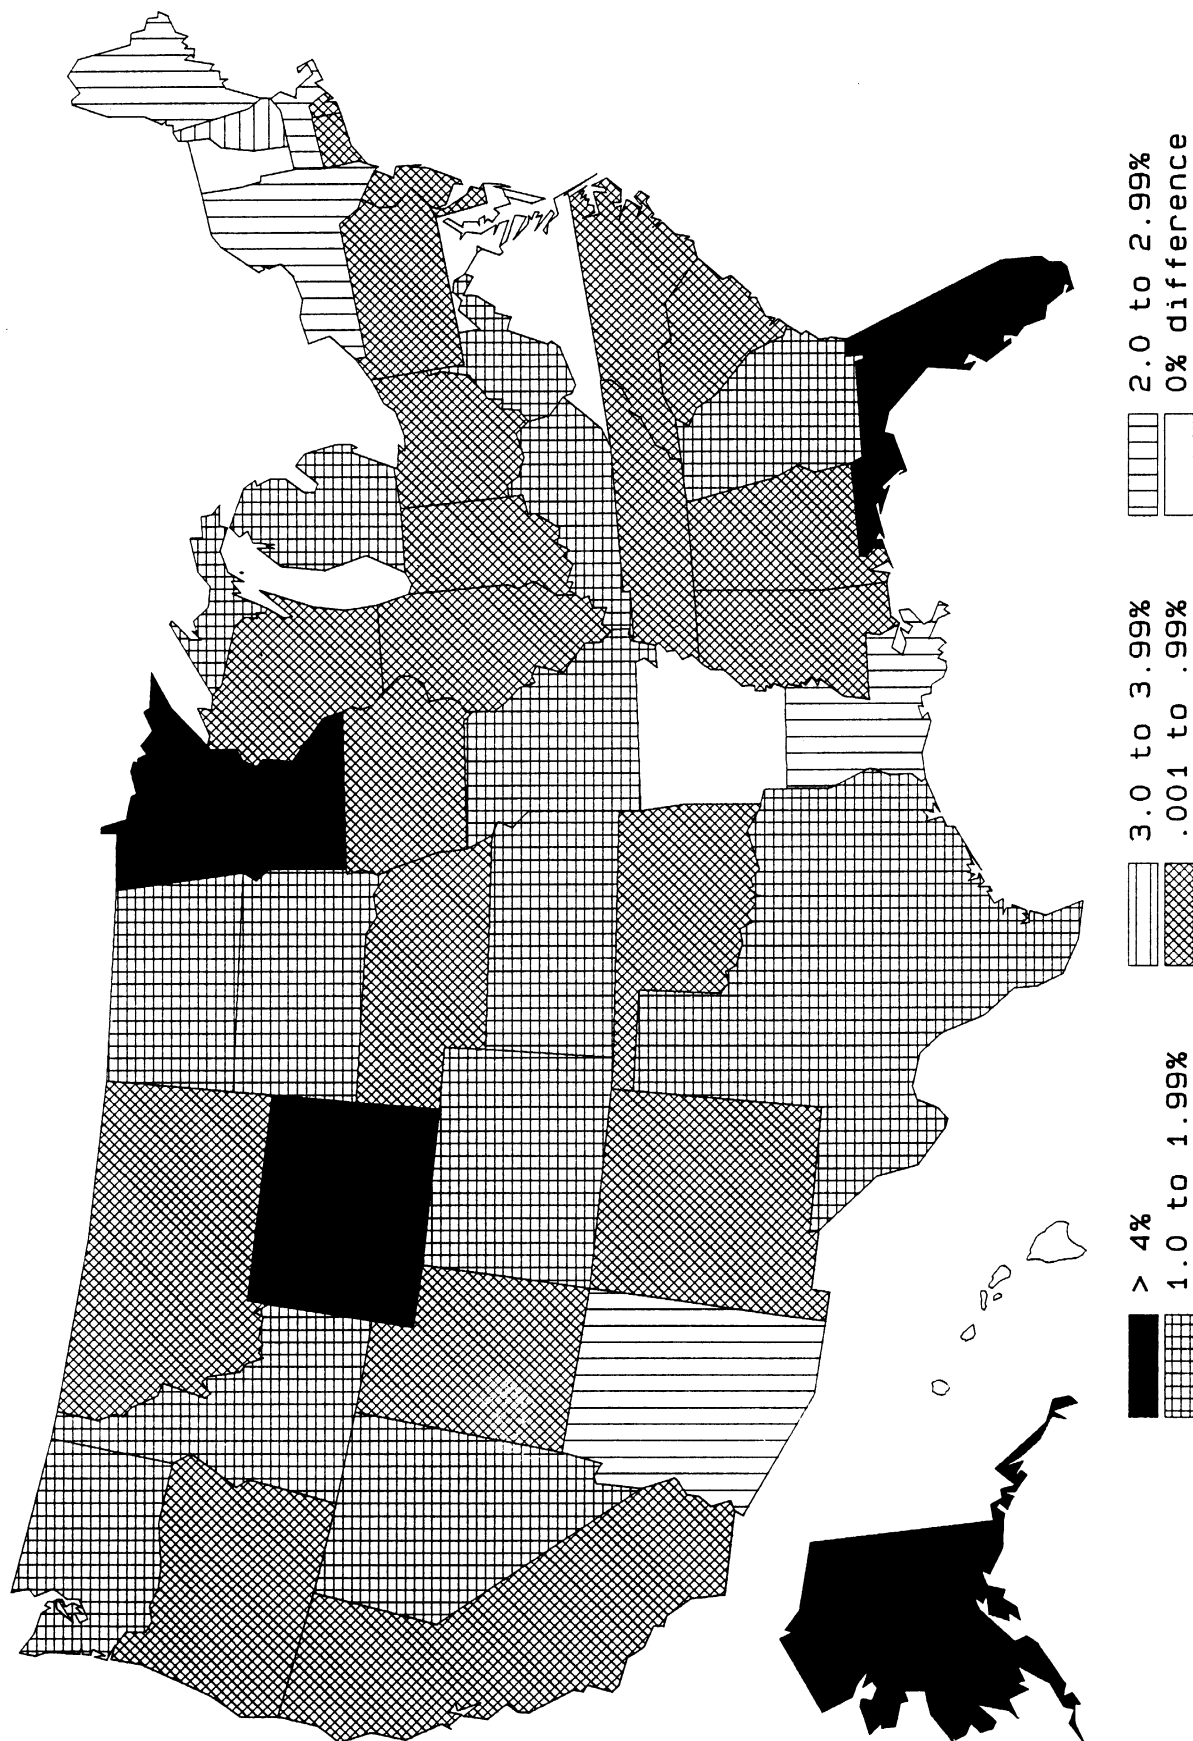 > 4%
3.0 to 3.99%
2.0 to 2.99%
1.0 to 1.99%
.001 to .99%
0% difference